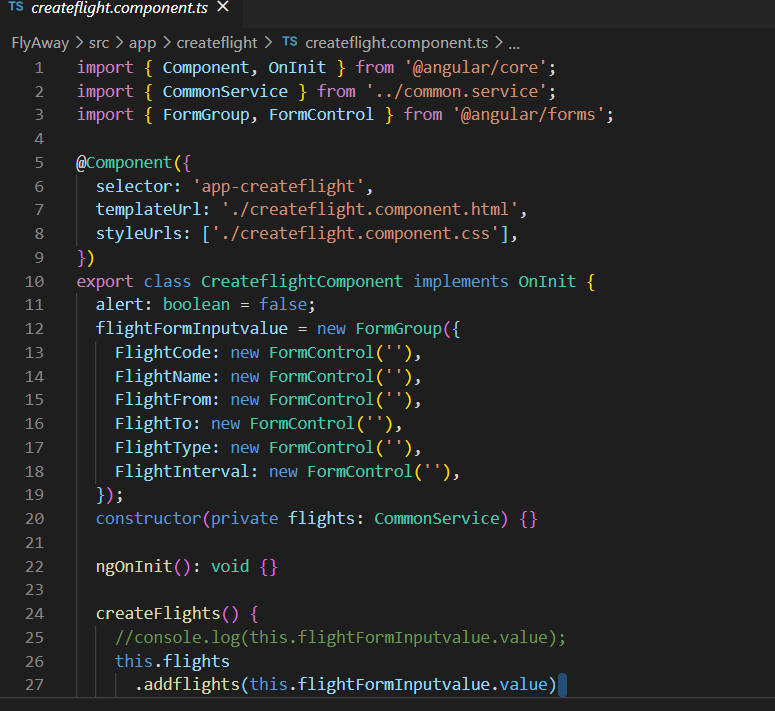 TS createflight.component.ts ×
FlyAway > src > app > createflight > TS createflight.component.ts > ...
1 import { Component, OnInit } from '@angular/core';
2 import { CommonService } from '../common.service';
3 import { FormGroup, FormControl } from '@angular/forms';
4
5 @Component({
6   selector: 'app-createflight',
7   templateUrl: './createflight.component.html',
8   styleUrls: ['./createflight.component.css'],
9 })
10 export class CreateflightComponent implements OnInit {
11   alert: boolean = false;
12   flightFormInputvalue = new FormGroup({
13     FlightCode: new FormControl(''),
14     FlightName: new FormControl(''),
15     FlightFrom: new FormControl(''),
16     FlightTo: new FormControl(''),
17     FlightType: new FormControl(''),
18     FlightInterval: new FormControl(''),
19   });
20   constructor(private flights: CommonService) {}
21
22   ngOnInit(): void {}
23
24   createFlights() {
25     //console.log(this.flightFormInputvalue.value);
26     this.flights
27       .addflights(this.flightFormInputvalue.value)